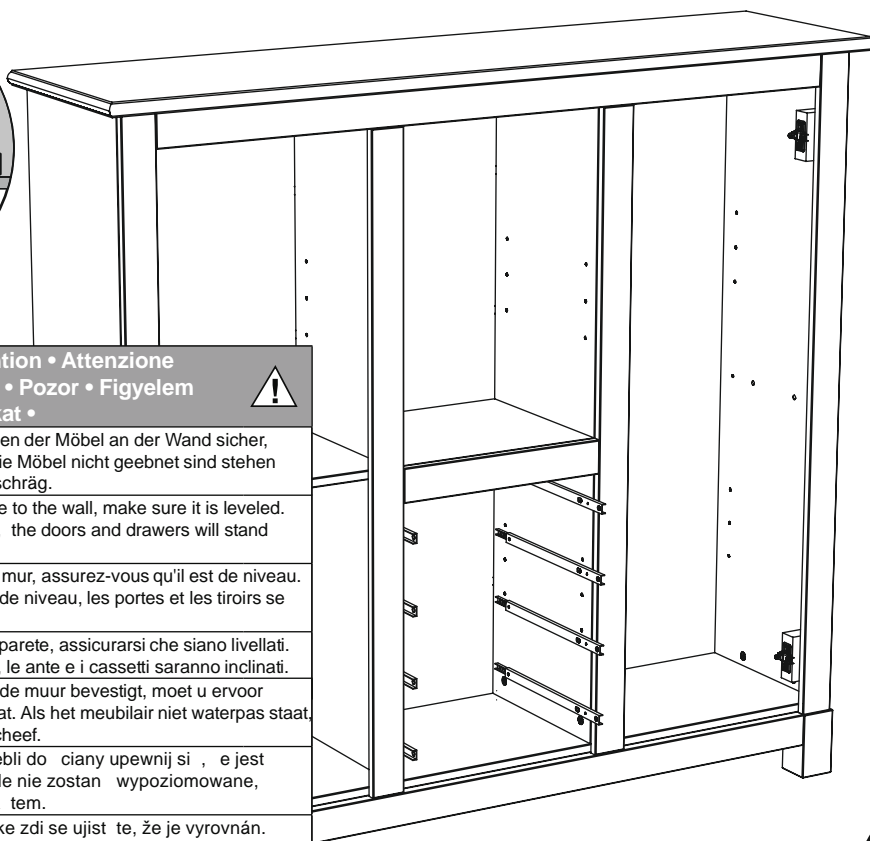 tion • Attenzione
• Pozor • Figyelem
at •
en der Möbel an der Wand sicher,
ie Möbel nicht geebnet sind stehen
schräg.
e to the wall, make sure it is leveled.
the doors and drawers will stand
mur, assurez-vous qu'il est de niveau.
de niveau, les portes et les tiroirs se
parete, assicurarsi che siano livellati.
, le ante e i cassetti saranno inclinati.
de muur bevestigt, moet u ervoor
at. Als het meubilair niet waterpas staat,
cheef.
ebli do ciany upewnij si , e jest
le nie zostan wypoziomowane,
tem.
ke zdi se ujist te, že je vyrovnán.